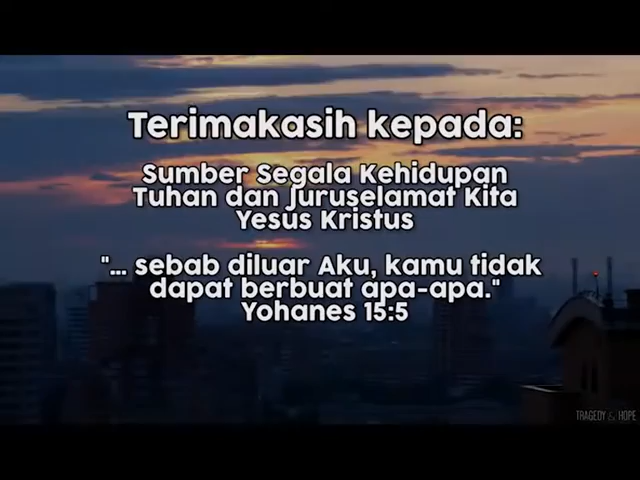 Terimakasih kepada:
Sumber Segala Kehidupan
Tuhan dan Juruselamat Kita
Yesus Kristus
"... sebab diluar Aku, kamu tidak
dapat berbuat apa-apa."
Yohanes 15:5
TRAGEDY & HOPE